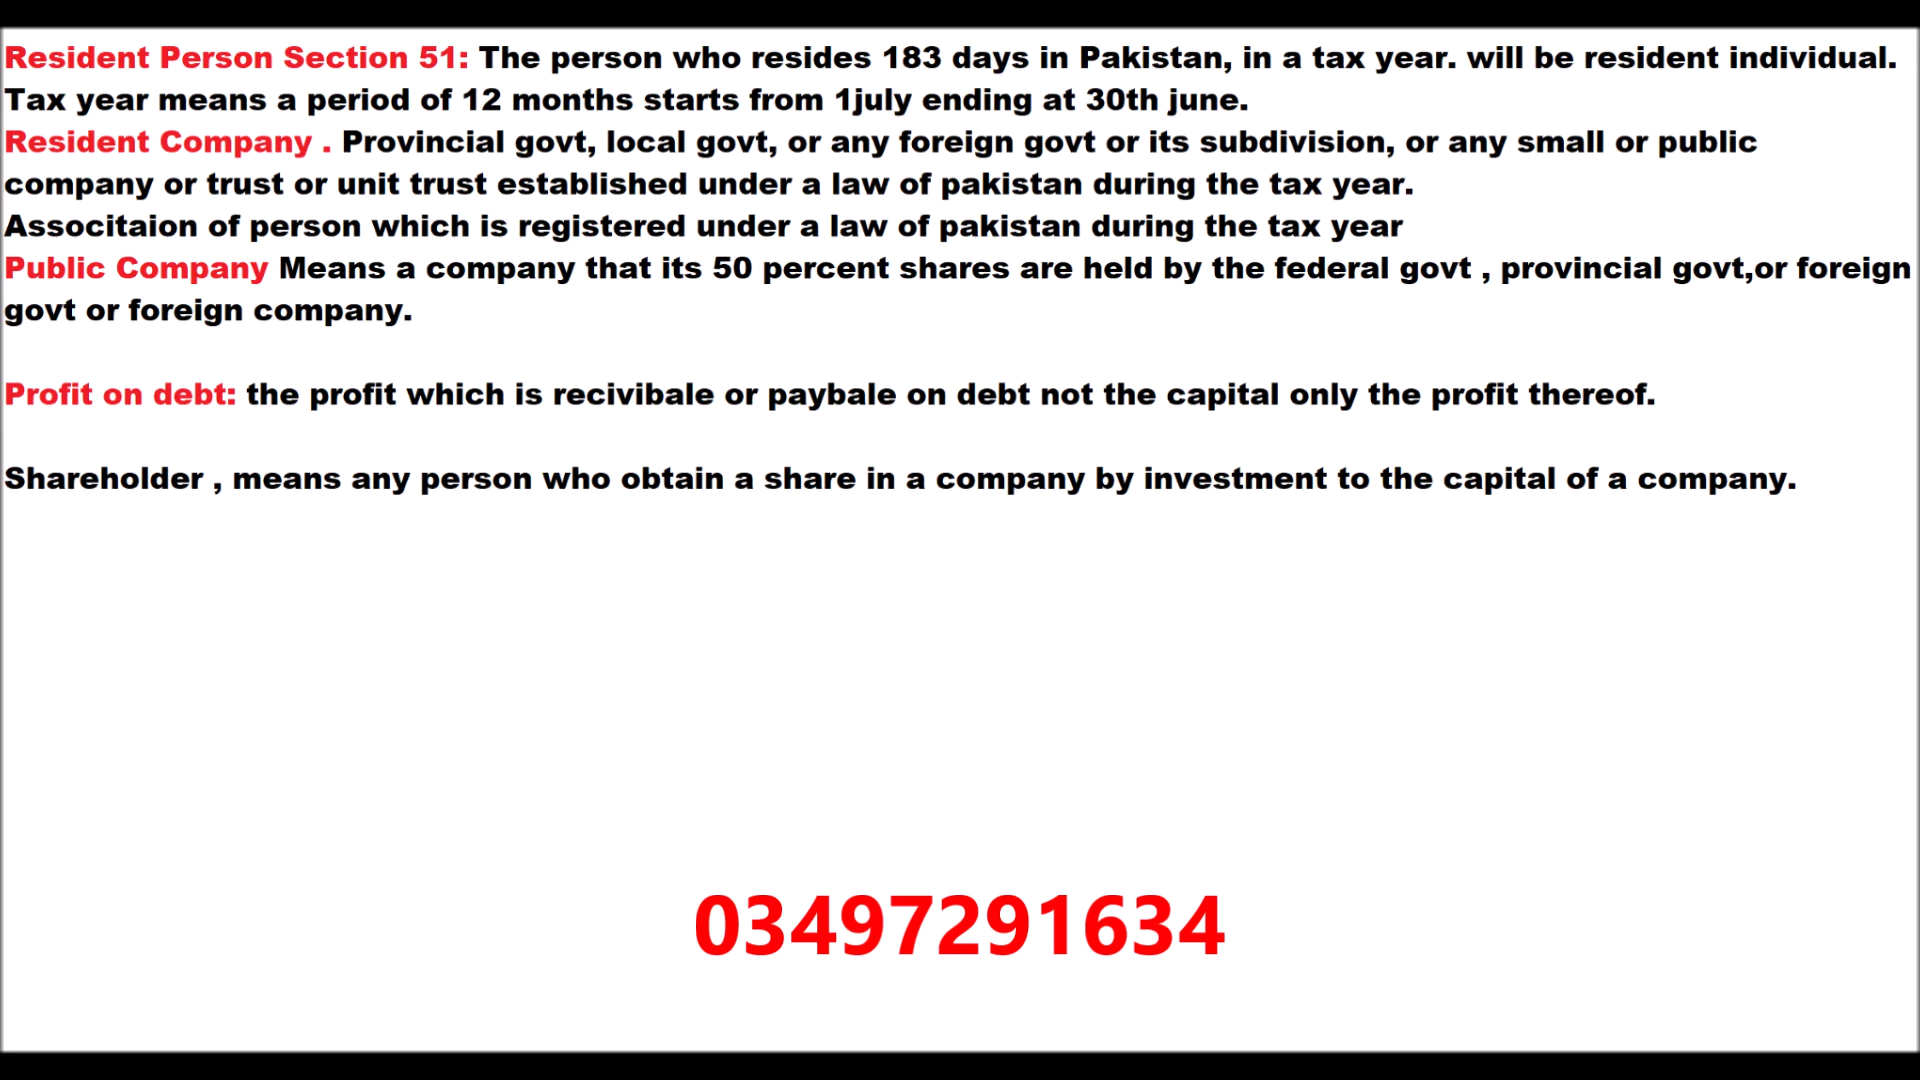 Resident Person Section 51: The person who resides 183 days in Pakistan, in a tax year. will be resident individual.
Tax year means a period of 12 months starts from 1july ending at 30th june.
Resident Company . Provincial govt, local govt, or any foreign govt or its subdivision, or any small or public
company or trust or unit trust established under a law of pakistan during the tax year.
Associtaion of person which is registered under a law of pakistan during the tax year
Public Company Means a company that its 50 percent shares are held by the federal govt , provincial govt,or foreign
govt or foreign company.
Profit on debt: the profit which is recivibale or paybale on debt not the capital only the profit thereof.
Shareholder , means any person who obtain a share in a company by investment to the capital of a company.
03497291634